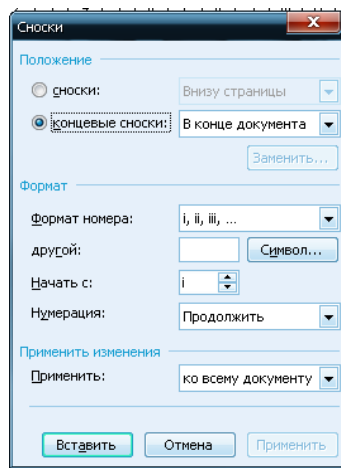 Сноски
Положение
сноски: Внизу страницы
концевые сноски: В конце документа
Заменить...
Формат
Формат номера: i, ii, iii, ...
другой: Символ...
Начать с: i
Нумерация: Продолжить
Применить изменения
Применить: ко всему документу
Вставить Отмена Применить